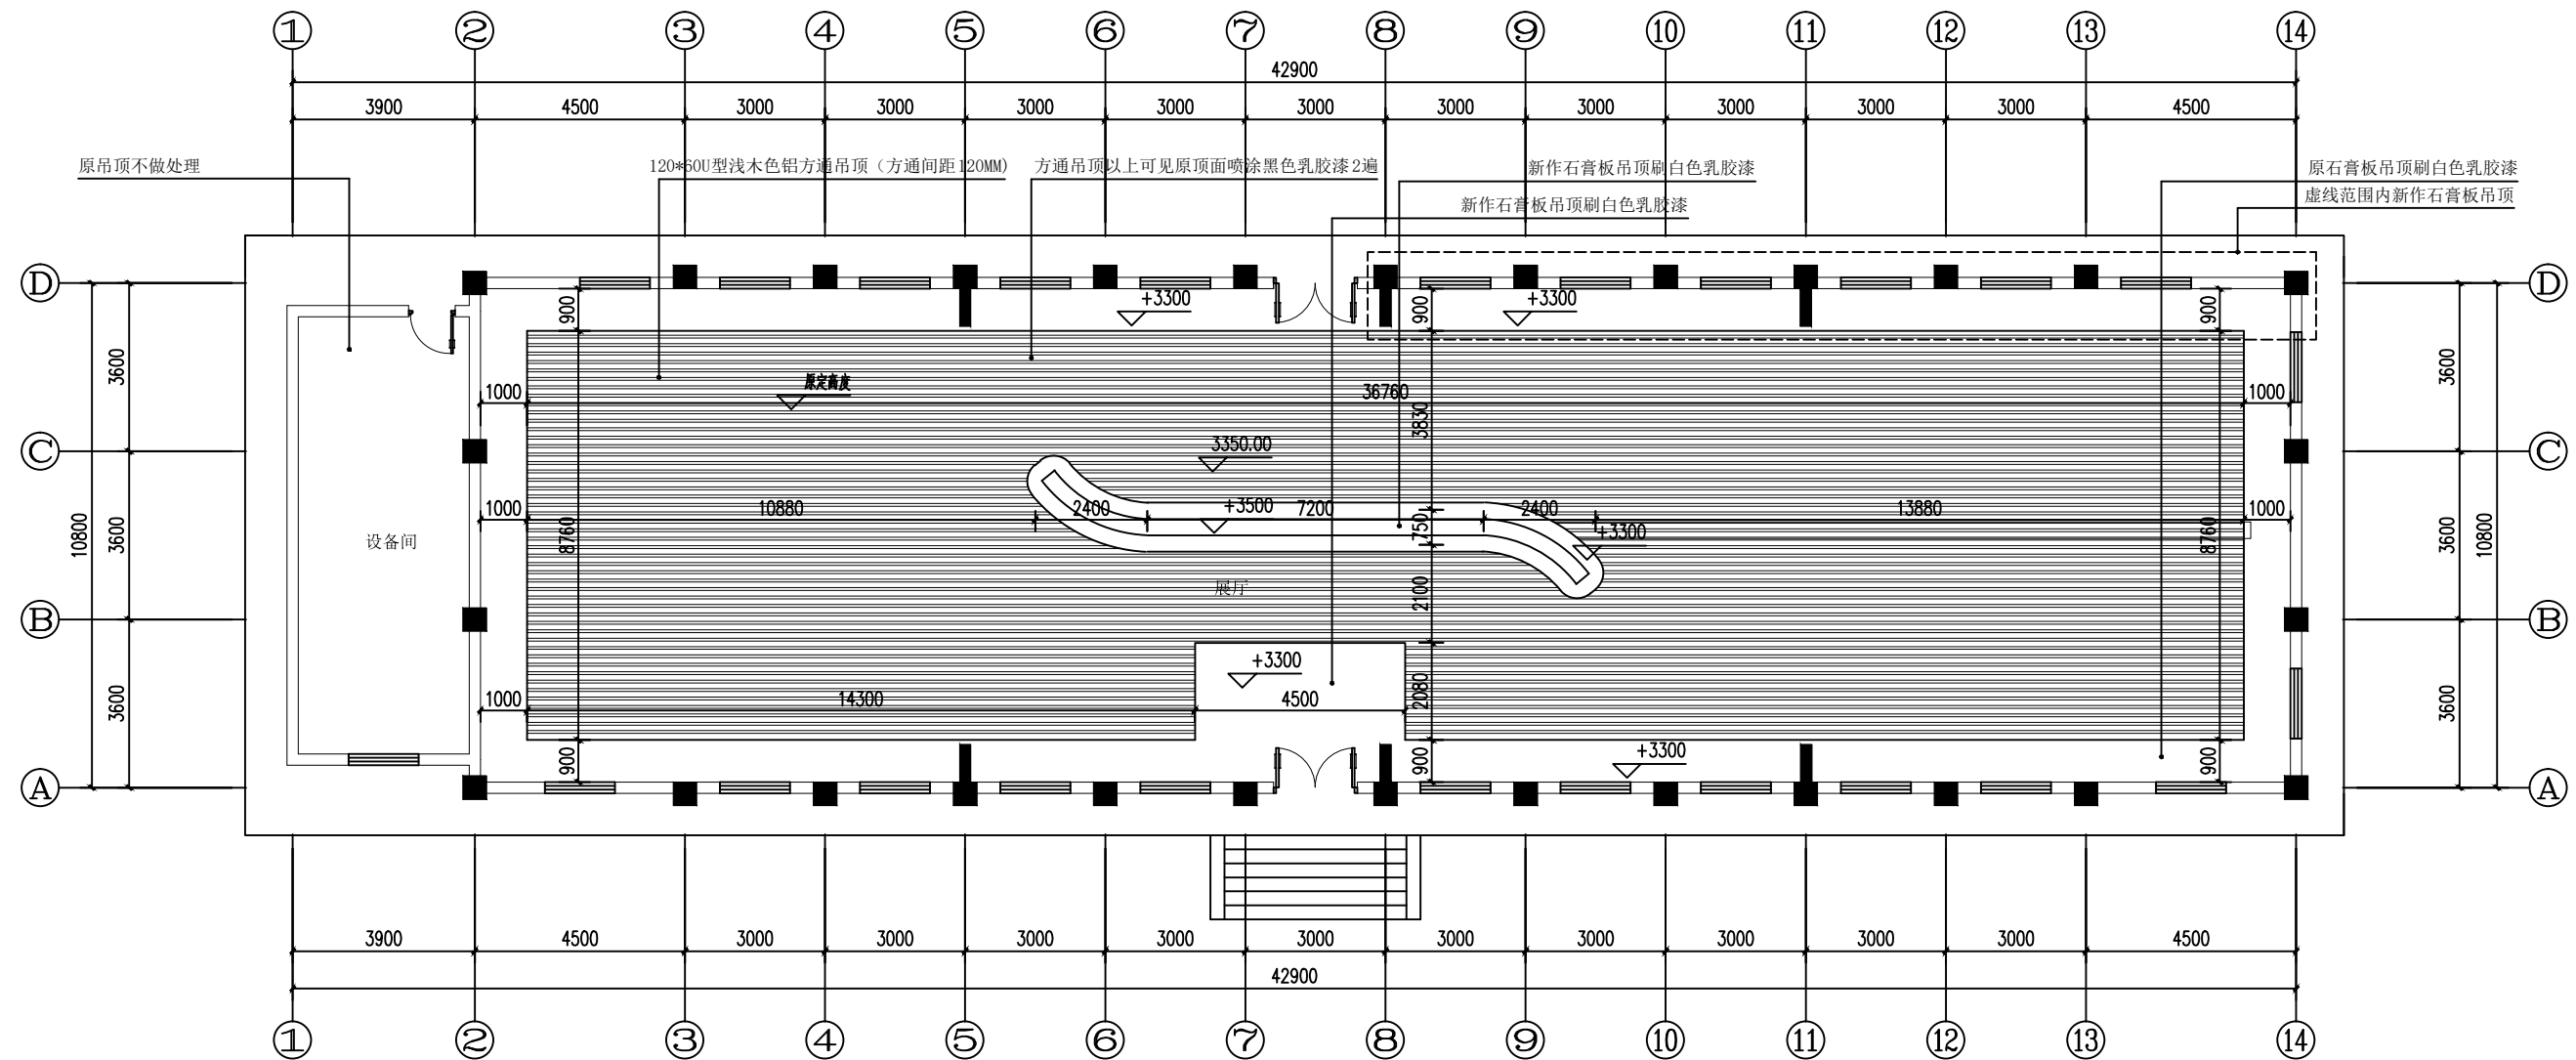 1 2 3 4 5 6 7 8 9 10 11 12 13 14
42900
3900 4500 3000 3000 3000 3000 3000 3000 3000 3000 3000 3000 4500
原吊顶不做处理
120*60U型浅木色铝方通吊顶（方通间距120MM）
方通吊顶以上可见原顶面喷涂黑色乳胶漆2遍
新作石膏板吊顶刷白色乳胶漆
原石膏板吊顶刷白色乳胶漆
虚线范围内新作石膏板吊顶
新作石膏板吊顶刷白色乳胶漆
D D
900 +3300 900 +3300 900
3600 3600
原定高度
1000 36760 1000
3830
C 3350.00 C
1000 10880 2400 +3500 7200 2400 13880 1000
10800 3600 8760 750 +3300 8760 3600 10800
设备间
展厅 2100
B B
+3300
3600 1000 14300 4500 2080 3600
900 900 +3300 900
A A
3900 4500 3000 3000 3000 3000 3000 3000 3000 3000 3000 3000 4500
42900
1 2 3 4 5 6 7 8 9 10 11 12 13 14